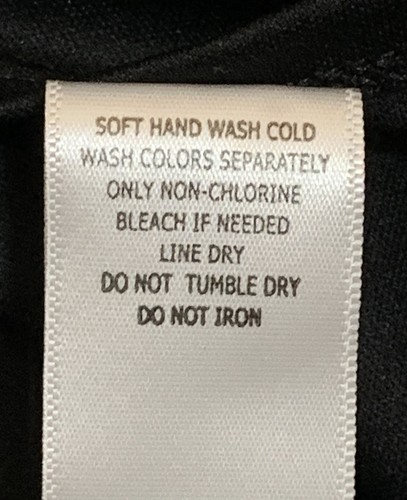 SOFT HAND WASH COLD
WASH COLORS SEPARATELY
ONLY NON-CHLORINE
BLEACH IF NEEDED
LINE DRY
DO NOT TUMBLE DRY
DO NOT IRON